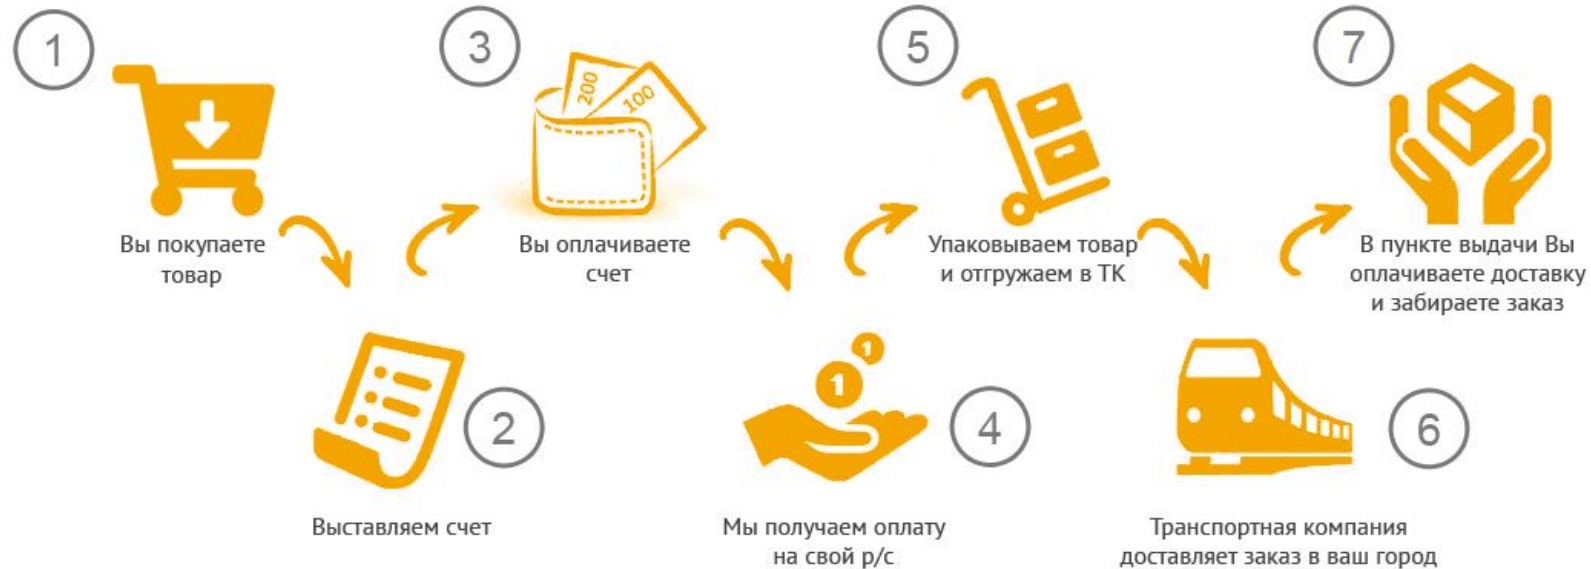 1
Вы покупаете
товар
2
Выставляем счет
3
200
100
Вы оплачиваете
счет
4
1
1
Мы получаем оплату
на свой р/с
5
Упаковываем товар
и отгружаем в ТК
6
Транспортная компания
доставляет заказ в ваш город
7
В пункте выдачи Вы
оплачиваете доставку
и забираете заказ